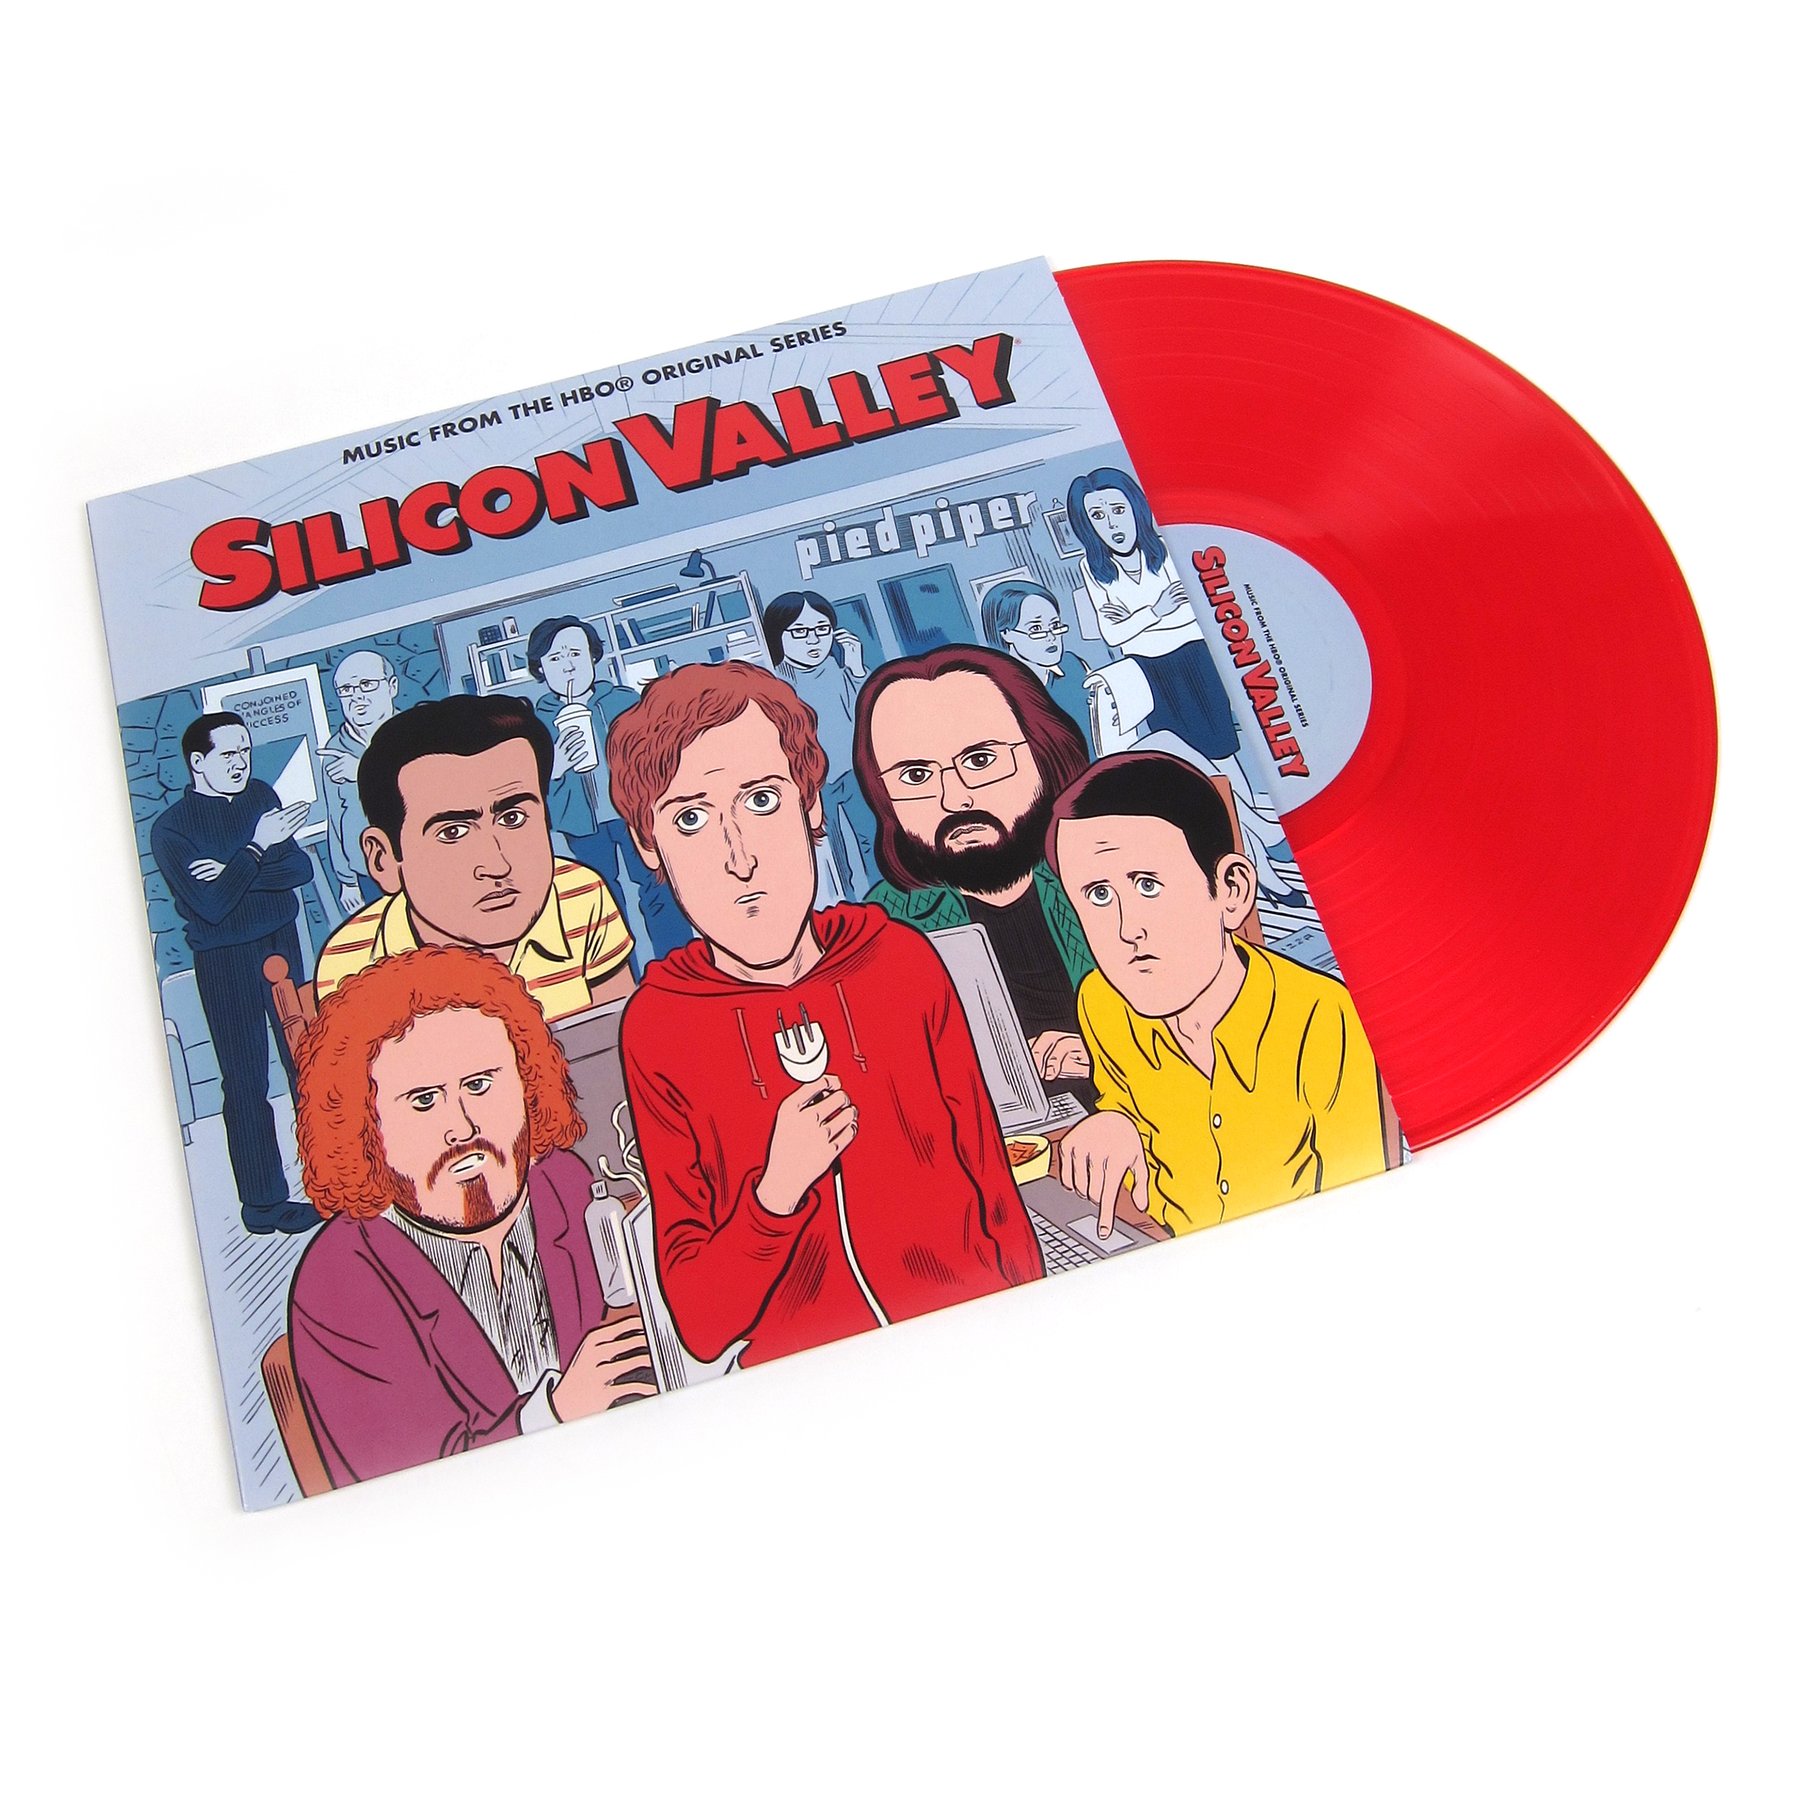 MUSIC FROM THE HBO® ORIGINAL SERIES
SILICON VALLEY®
pied piper
CONJOINED
TRIANGLES OF
SUCCESS
SILICON VALLEY
MUSIC FROM THE HBO® ORIGINAL SERIES